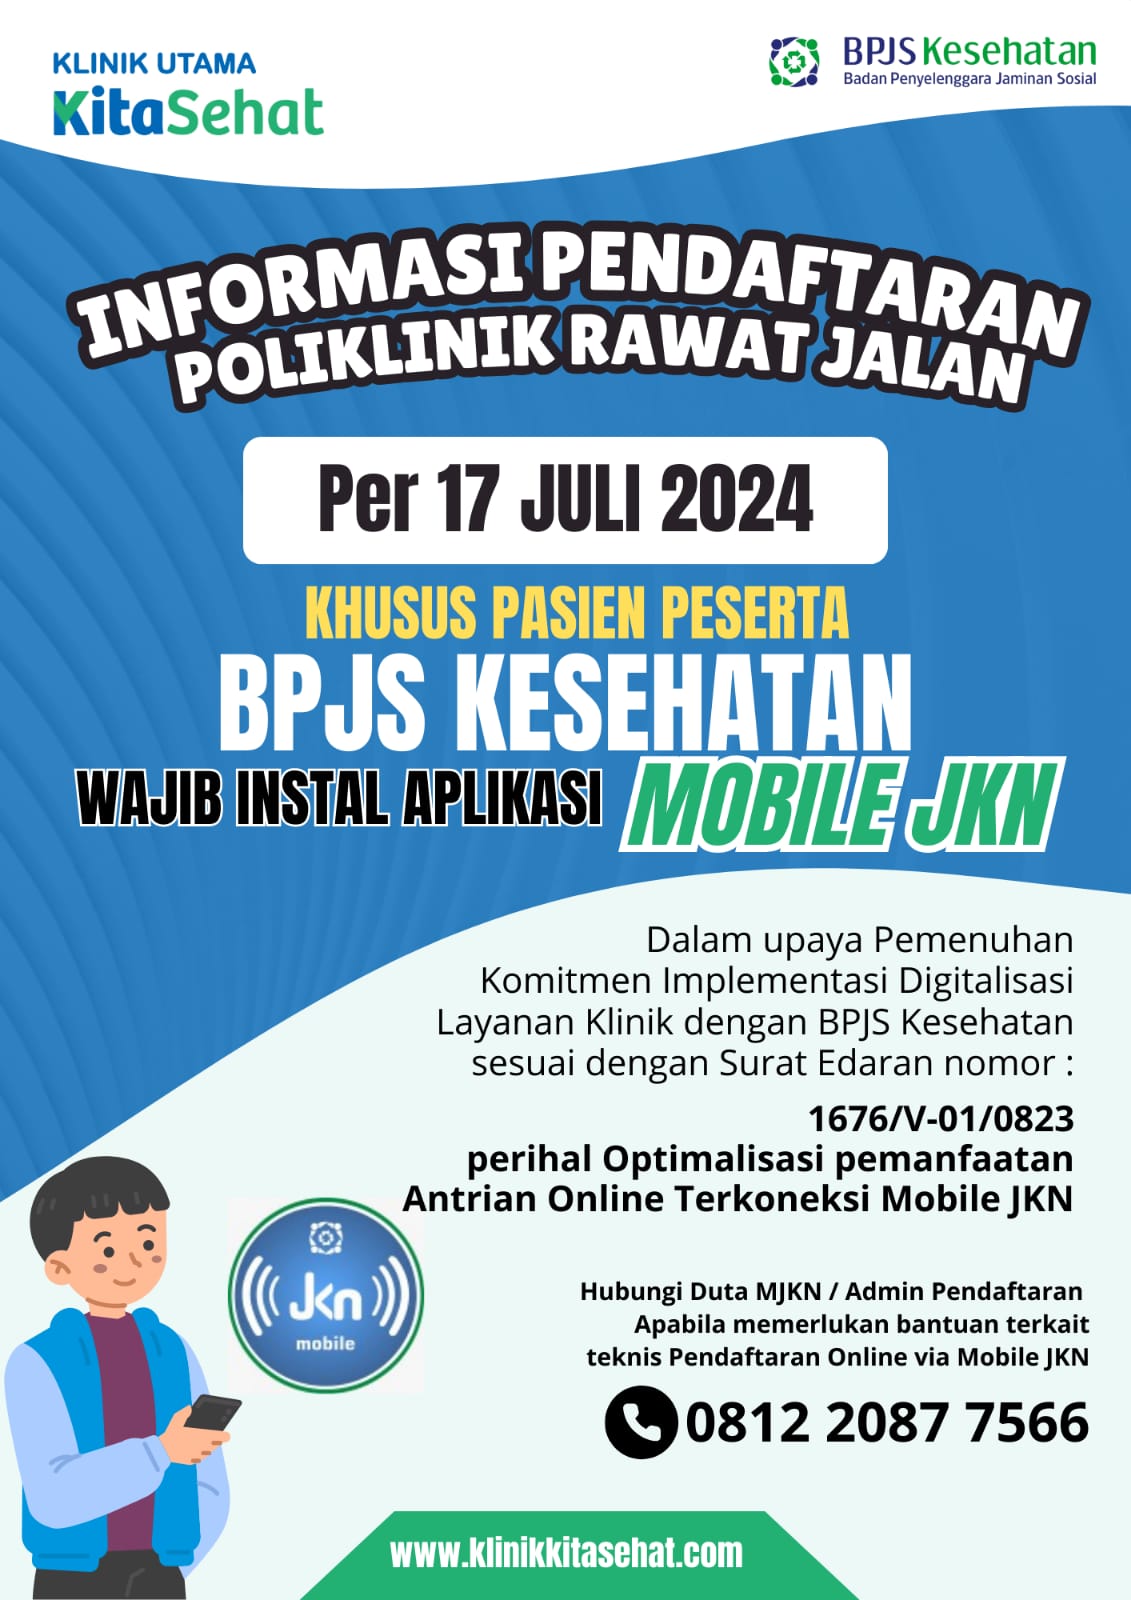 KLINIK UTAMA
KitaSehat
BPJS Kesehatan
Badan Penyelenggara Jaminan Sosial
INFORMASI PENDAFTARAN
POLIKLINIK RAWAT JALAN
Per 17 JULI 2024
KHUSUS PASIEN PESERTA
BPJS KESEHATAN
WAJIB INSTAL APLIKASI MOBILE JKN
Dalam upaya Pemenuhan
Komitmen Implementasi Digitalisasi
Layanan Klinik dengan BPJS Kesehatan
sesuai dengan Surat Edaran nomor :
1676/V-01/0823
perihal Optimalisasi pemanfaatan
Antrian Online Terkoneksi Mobile JKN
Jkn
mobile
Hubungi Duta MJKN / Admin Pendaftaran
Apabila memerlukan bantuan terkait
teknis Pendaftaran Online via Mobile JKN
0812 2087 7566
www.klinikkitasehat.com